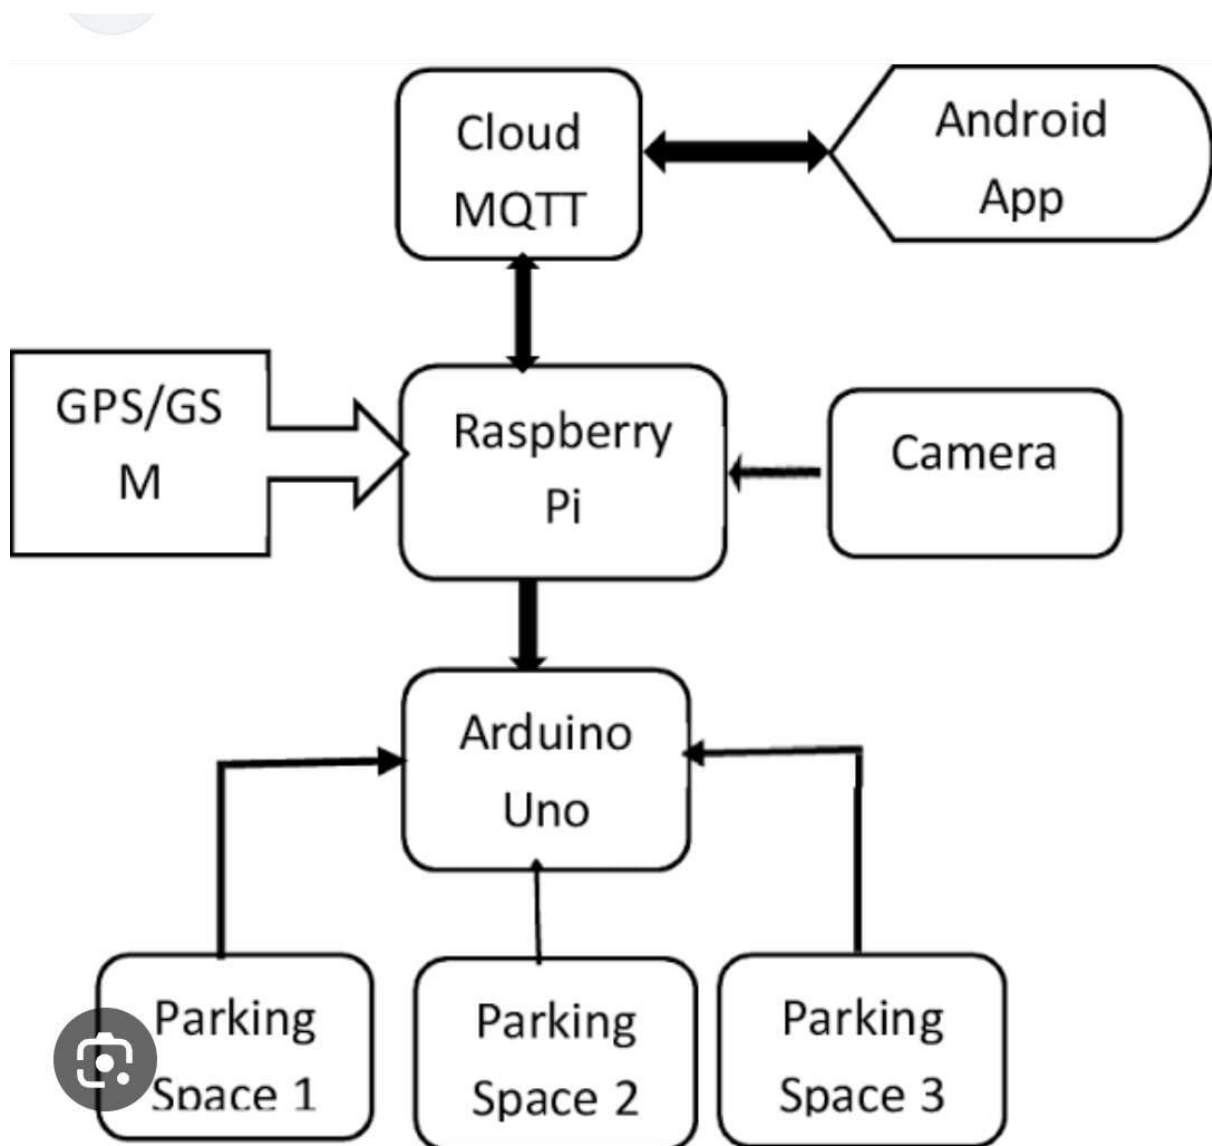 Cloud
MQTT
Android
App
GPS/GS
M
Raspberry
Pi
Camera
Arduino
Uno
Parking
Space 1
Parking
Space 2
Parking
Space 3